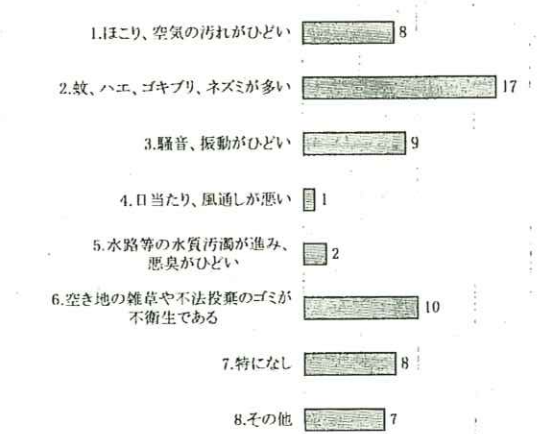 1.ほこり、空気の汚れがひどい 8
2.蚊、ハエ、ゴキブリ、ネズミが多い 17
3.騒音、振動がひどい 9
4.日当たり、風通しが悪い 1
5.水路等の水質汚濁が進み、
悪臭がひどい 2
6.空き地の雑草や不法投棄のゴミが
不衛生である 10
7.特になし 8
8.その他 7